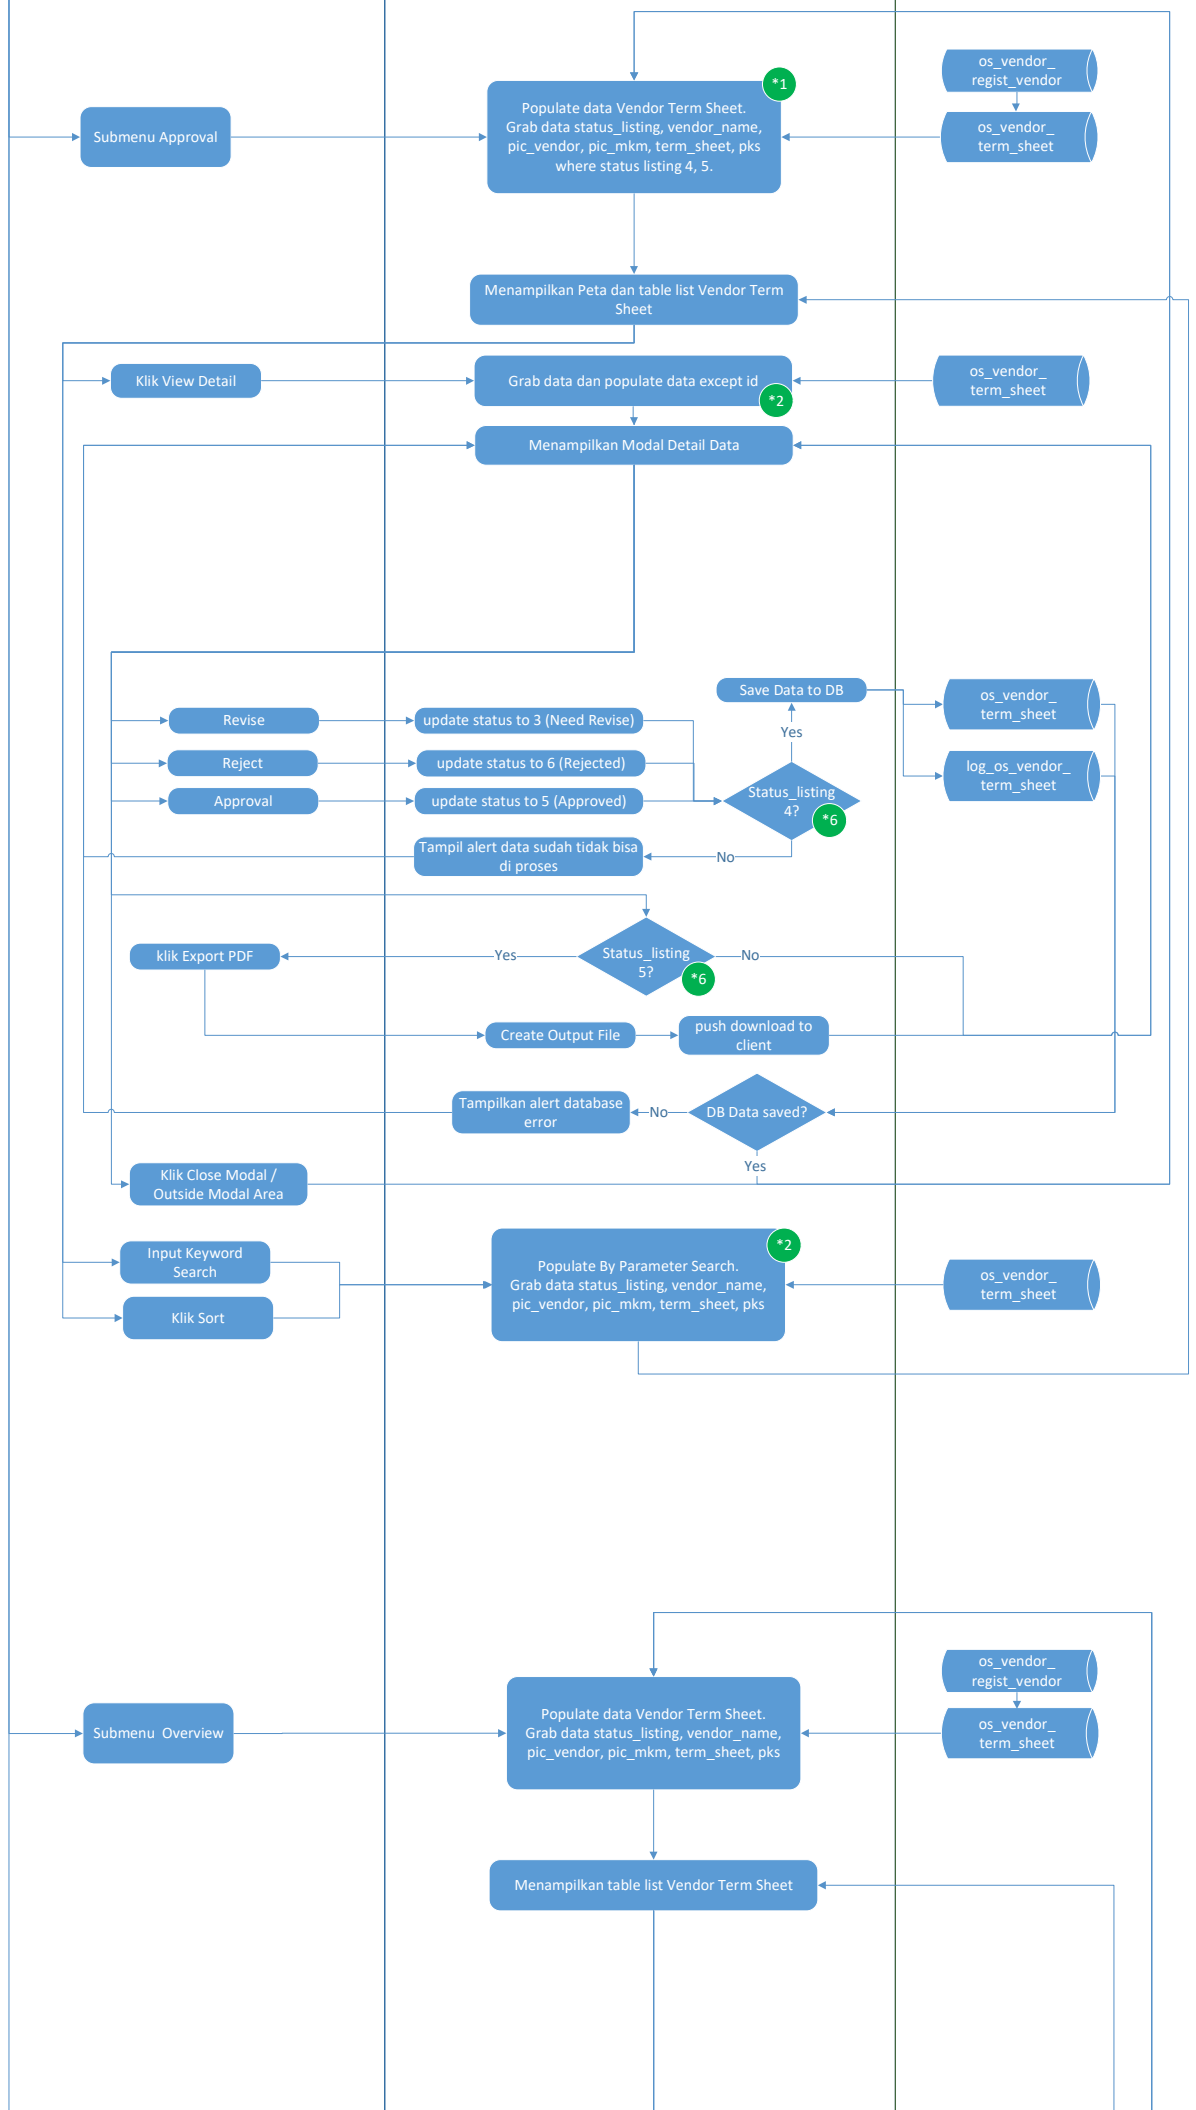 *1
os_vendor_
regist_vendor
Submenu Approval
Populate data Vendor Term Sheet.
Grab data status_listing, vendor_name,
pic_vendor, pic_mkm, term_sheet, pks
where status listing 4, 5.
os_vendor_
term_sheet
Menampilkan Peta dan table list Vendor Term
Sheet
Klik View Detail
Grab data dan populate data except id
*2
os_vendor_
term_sheet
Menampilkan Modal Detail Data
Save Data to DB
os_vendor_
term_sheet
Revise
update status to 3 (Need Revise)
Yes
Reject
update status to 6 (Rejected)
log_os_vendor_
term_sheet
Approval
update status to 5 (Approved)
Status_listing
4?
*6
Tampil alert data sudah tidak bisa
di proses
No
klik Export PDF
Yes
Status_listing
5?
*6
No
Create Output File
push download to
client
Tampilkan alert database
error
No
DB Data saved?
Yes
Klik Close Modal /
Outside Modal Area
Input Keyword
Search
Klik Sort
*2
Populate By Parameter Search.
Grab data status_listing, vendor_name,
pic_vendor, pic_mkm, term_sheet, pks
os_vendor_
term_sheet
os_vendor_
regist_vendor
Submenu  Overview
Populate data Vendor Term Sheet.
Grab data status_listing, vendor_name,
pic_vendor, pic_mkm, term_sheet, pks
os_vendor_
term_sheet
Menampilkan table list Vendor Term Sheet